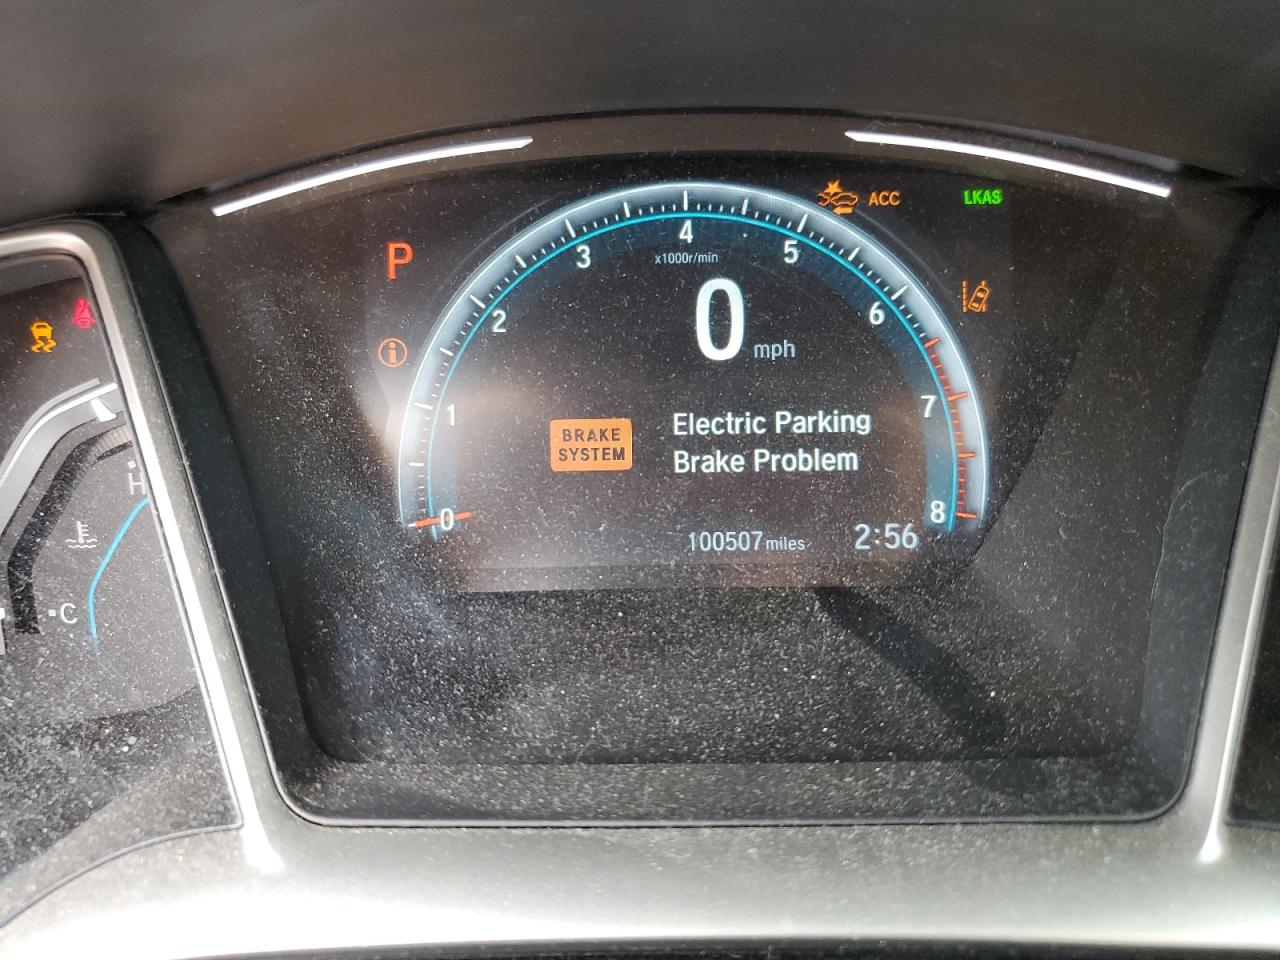 ACC
LKAS
P
4
3
5
x1000r/min
2
6
0
mph
1
7
BRAKE
SYSTEM
Electric Parking
Brake Problem
H
0
8
100507 miles
2:56
C